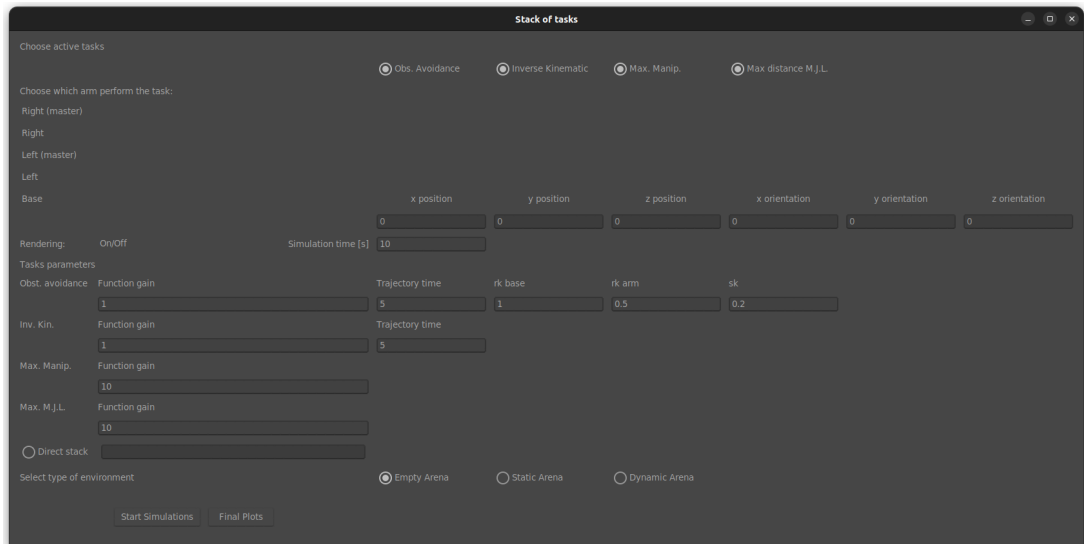 Stack of tasks
Choose active tasks
Obs. Avoidance Inverse Kinematic Max. Manip. Max distance M.J.L.
Choose which arm perform the task:
Right (master)
Right
Left (master)
Left
Base x position y position z position x orientation y orientation z orientation
0 0 0 0 0 0
Rendering: On/Off Simulation time [s] 10
Tasks parameters
Obst. avoidance Function gain Trajectory time rk base rk arm sk
1 5 1 0.5 0.2
Inv. Kin. Function gain Trajectory time
1 5
Max. Manip. Function gain
10
Max. M.J.L. Function gain
10
Direct stack
Select type of environment Empty Arena Static Arena Dynamic Arena
Start Simulations Final Plots